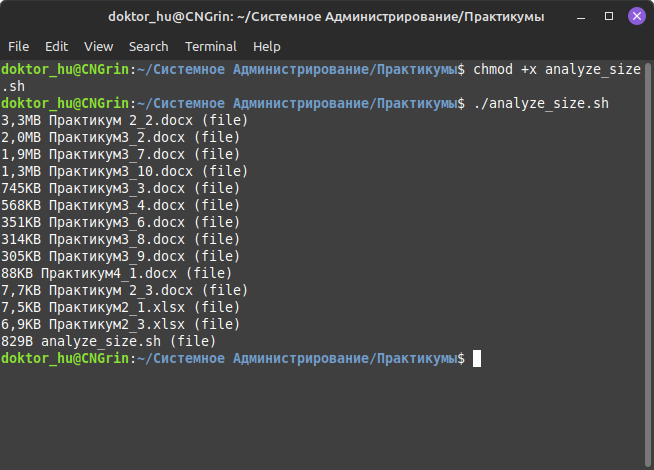 doktor_hu@CNGrin: ~/Системное Администрирование/Практикумы
File Edit View Search Terminal Help
doktor_hu@CNGrin:~/Системное Администрирование/Практикумы$ chmod +x analyze_size
.sh
doktor_hu@CNGrin:~/Системное Администрирование/Практикумы$ ./analyze_size.sh
3,3MB Практикум 2_2.docx (file)
2,0MB Практикум3_2.docx (file)
1,9MB Практикум3_7.docx (file)
1,3MB Практикум3_10.docx (file)
745KB Практикум3_3.docx (file)
568KB Практикум3_4.docx (file)
351KB Практикум3_6.docx (file)
314KB Практикум3_8.docx (file)
305KB Практикум3_9.docx (file)
88KB Практикум4_1.docx (file)
7,7KB Практикум 2_3.docx (file)
7,5KB Практикум2_1.xlsx (file)
6,9KB Практикум2_3.xlsx (file)
829B analyze_size.sh (file)
doktor_hu@CNGrin:~/Системное Администрирование/Практикумы$